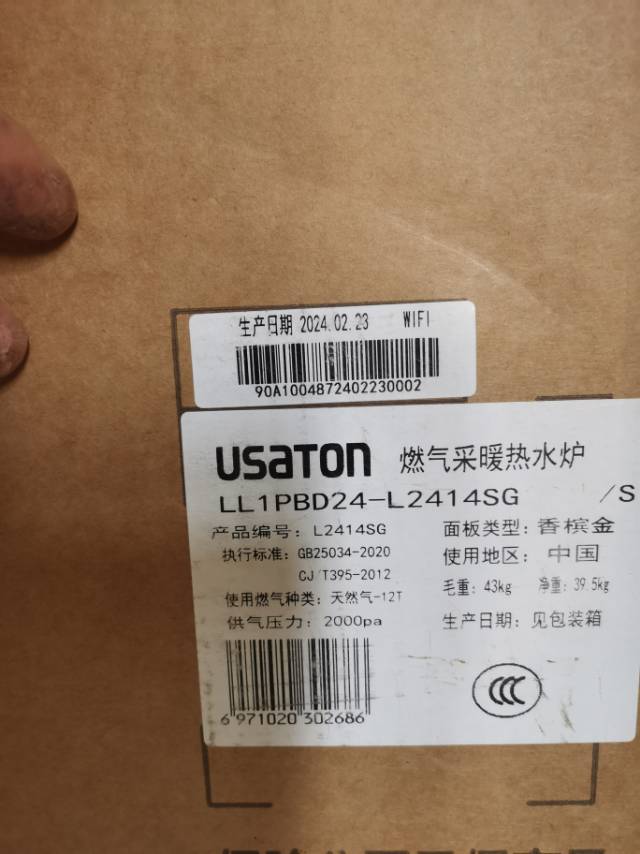 生产日期 2024.02.23 WIFI
90A1004872402230002
USATON 燃气采暖热水炉
LL1PBD24-L2414SG /S
产品编号: L2414SG 面板类型: 香槟金
执行标准: GB25034-2020 使用地区: 中国
CJ/T395-2012 毛重: 43kg 净重: 39.5kg
使用燃气种类: 天然气-12T
供气压力: 2000pa 生产日期: 见包装箱
6 971020 302686
CCC